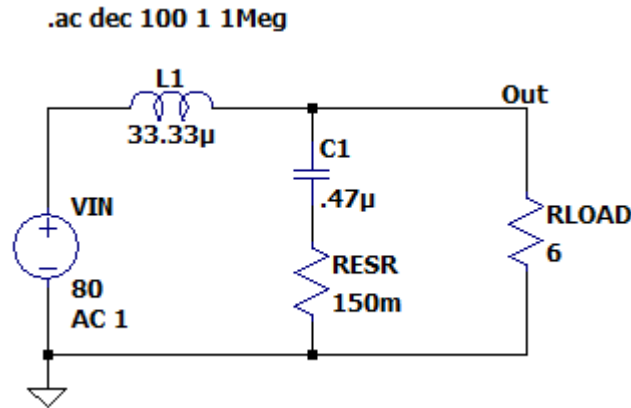 .ac dec 100 1 1Meg
L1
33.33µ
Out
C1
.47µ
VIN
80
AC 1
RESR
150m
RLOAD
6